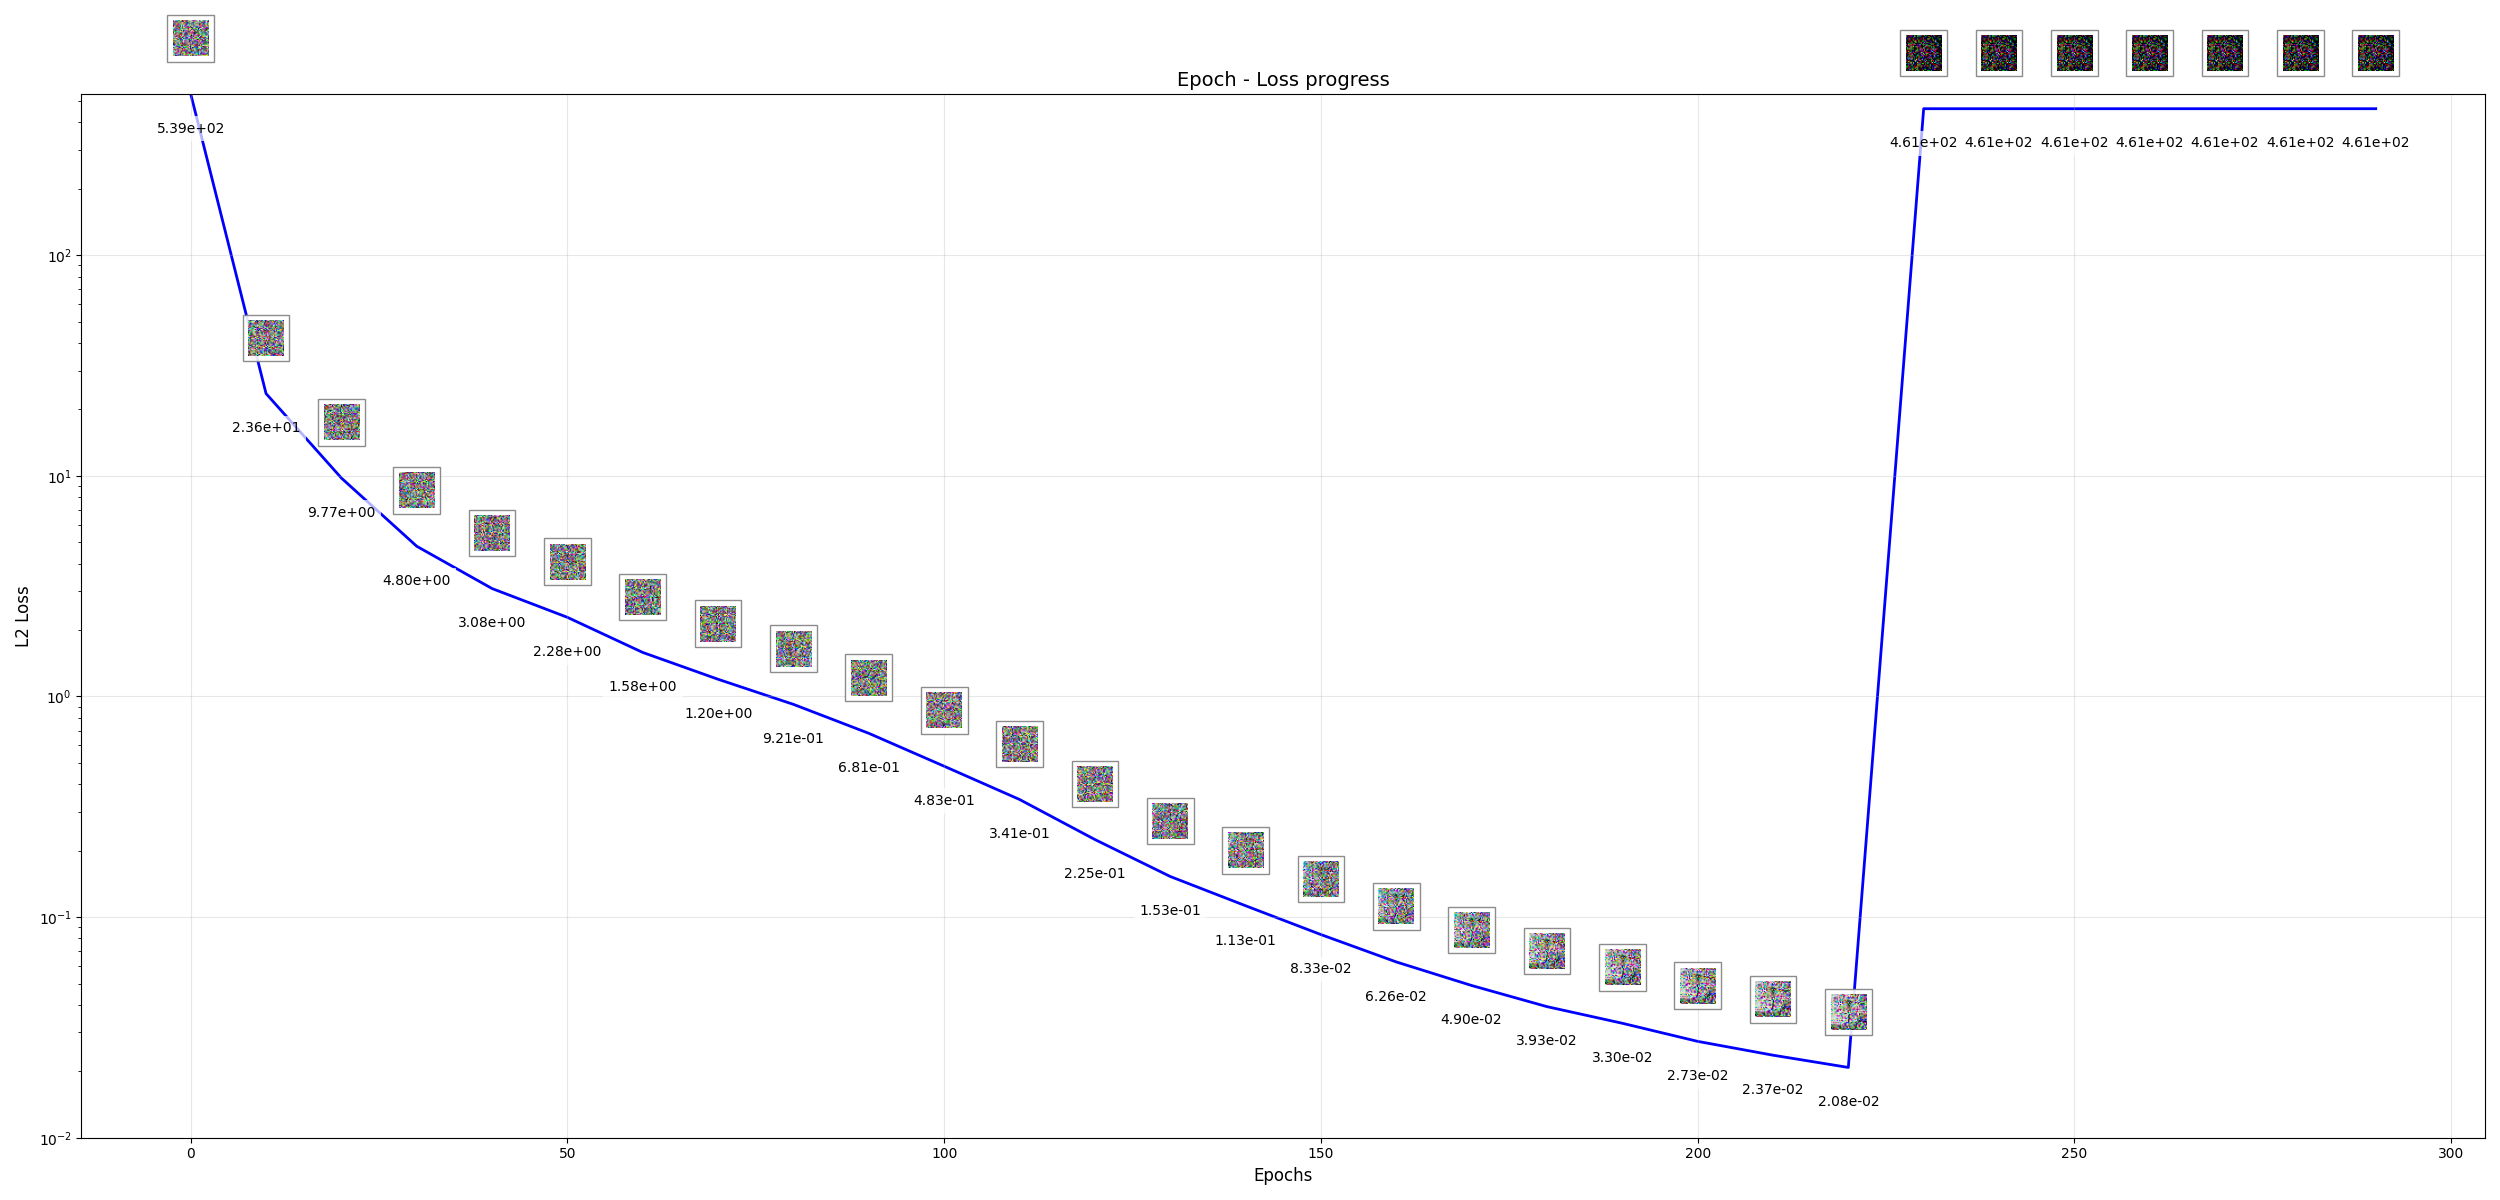 Epoch - Loss progress
5.39e+02
4.61e+02 4.61e+02 4.61e+02 4.61e+02 4.61e+02 4.61e+02 4.61e+02
10²
2.36e+01
10¹
9.77e+00
4.80e+00
3.08e+00
2.28e+00
1.58e+00
10⁰
1.20e+00
9.21e-01
6.81e-01
4.83e-01
3.41e-01
2.25e-01
1.53e-01
10⁻¹
1.13e-01
8.33e-02
6.26e-02
4.90e-02
3.93e-02
3.30e-02
2.73e-02
2.37e-02
2.08e-02
10⁻²
L2 Loss
0 50 100 150 200 250 300
Epochs